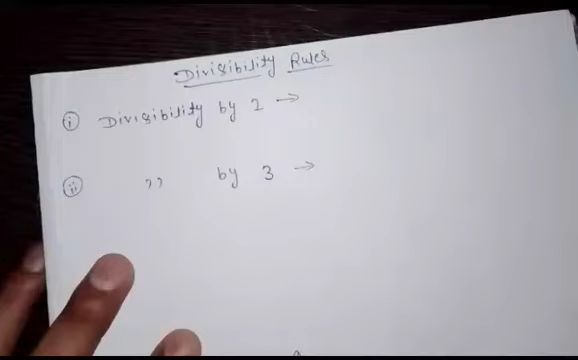 Divisibility Rules
(i) Divisibility by 2 →
(ii) ,, by 3 →